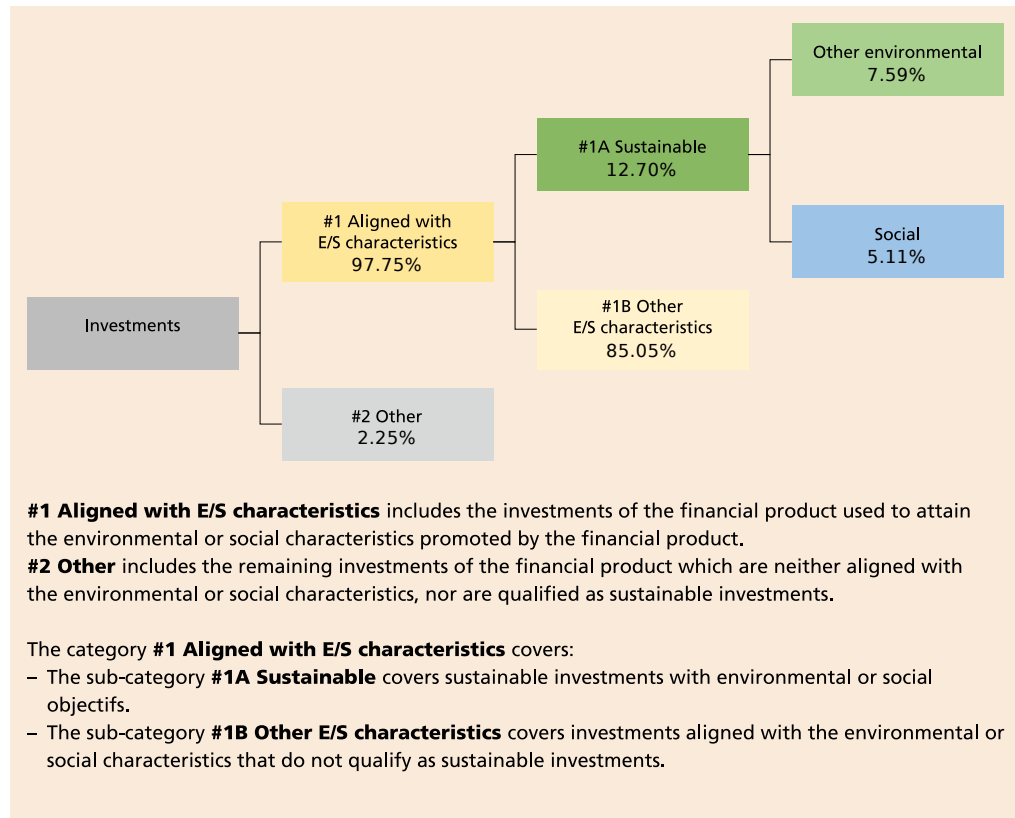 Other environmental
7.59%
#1A Sustainable
12.70%
#1 Aligned with
E/S characteristics
97.75%
Social
5.11%
#1B Other
E/S characteristics
85.05%
Investments
#2 Other
2.25%
#1 Aligned with E/S characteristics includes the investments of the financial product used to attain
the environmental or social characteristics promoted by the financial product.
#2 Other includes the remaining investments of the financial product which are neither aligned with
the environmental or social characteristics, nor are qualified as sustainable investments.
The category #1 Aligned with E/S characteristics covers:
– The sub-category #1A Sustainable covers sustainable investments with environmental or social
objectifs.
– The sub-category #1B Other E/S characteristics covers investments aligned with the environmental or
social characteristics that do not qualify as sustainable investments.